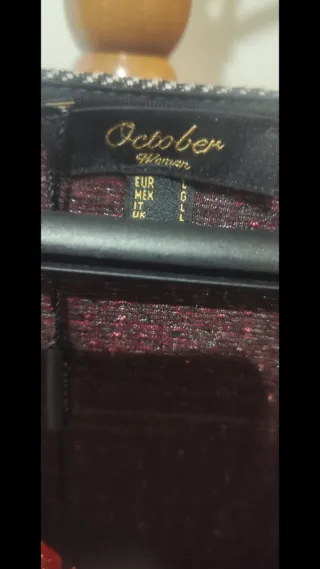 October
Woman
EUR L
MEX G
IT L
UK L